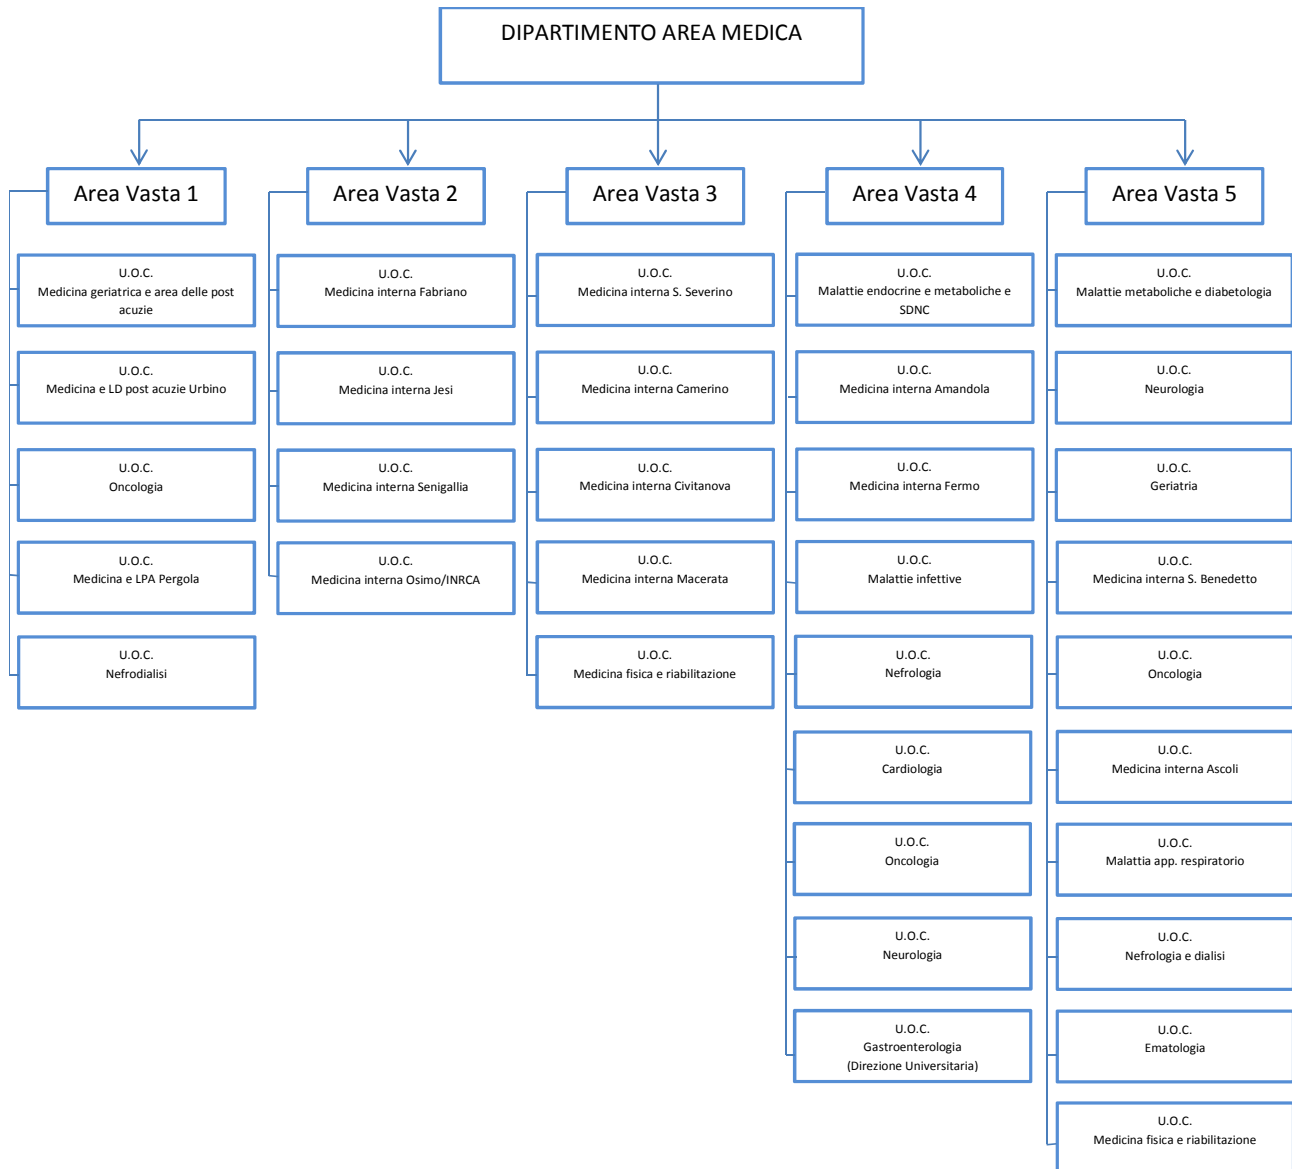 DIPARTIMENTO AREA MEDICA
Area Vasta 1
U.O.C.
Medicina geriatrica e area delle post
acuzie
U.O.C.
Medicina e LD post acuzie Urbino
U.O.C.
Oncologia
U.O.C.
Medicina e LPA Pergola
U.O.C.
Nefrodialisi
Area Vasta 2
U.O.C.
Medicina interna Fabriano
U.O.C.
Medicina interna Jesi
U.O.C.
Medicina interna Senigallia
U.O.C.
Medicina interna Osimo/INRCA
Area Vasta 3
U.O.C.
Medicina interna S. Severino
U.O.C.
Medicina interna Camerino
U.O.C.
Medicina interna Civitanova
U.O.C.
Medicina interna Macerata
U.O.C.
Medicina fisica e riabilitazione
Area Vasta 4
U.O.C.
Malattie endocrine e metaboliche e
SDNC
U.O.C.
Medicina interna Amandola
U.O.C.
Medicina interna Fermo
U.O.C.
Malattie infettive
U.O.C.
Nefrologia
U.O.C.
Cardiologia
U.O.C.
Oncologia
U.O.C.
Neurologia
U.O.C.
Gastroenterologia
(Direzione Universitaria)
Area Vasta 5
U.O.C.
Malattie metaboliche e diabetologia
U.O.C.
Neurologia
U.O.C.
Geriatria
U.O.C.
Medicina interna S. Benedetto
U.O.C.
Oncologia
U.O.C.
Medicina interna Ascoli
U.O.C.
Malattia app. respiratorio
U.O.C.
Nefrologia e dialisi
U.O.C.
Ematologia
U.O.C.
Medicina fisica e riabilitazione